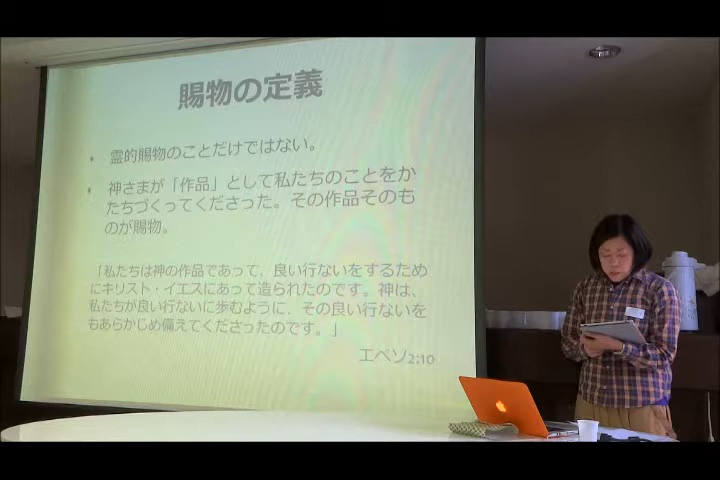 賜物の定義
• 霊的賜物のことだけではない。
• 神さまが「作品」として私たちのことをか
たちづくってくださった。その作品そのも
のが賜物。
「私たちは神の作品であって、良い行ないをするため
にキリスト・イエスにあって造られたのです。神は、
私たちが良い行ないに歩むように、その良い行ないを
もあらかじめ備えてくださったのです。」
エペソ2:10